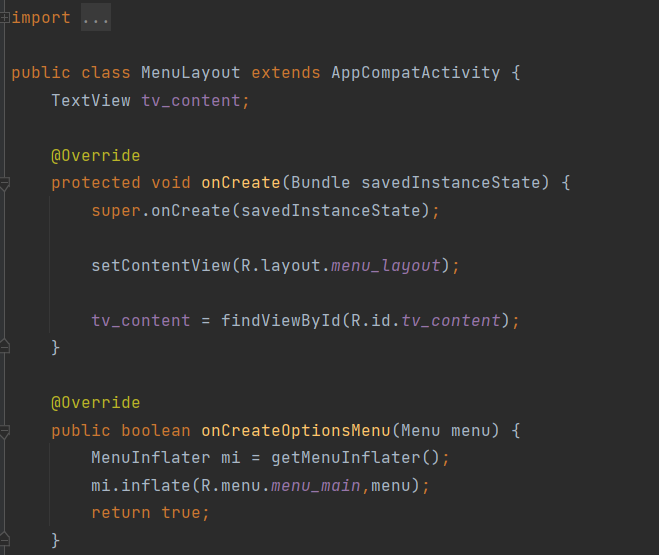 import ...
public class MenuLayout extends AppCompatActivity {
TextView tv_content;
@Override
protected void onCreate(Bundle savedInstanceState) {
super.onCreate(savedInstanceState);
setContentView(R.layout.menu_layout);
tv_content = findViewById(R.id.tv_content);
}
@Override
public boolean onCreateOptionsMenu(Menu menu) {
MenuInflater mi = getMenuInflater();
mi.inflate(R.menu.menu_main,menu);
return true;
}